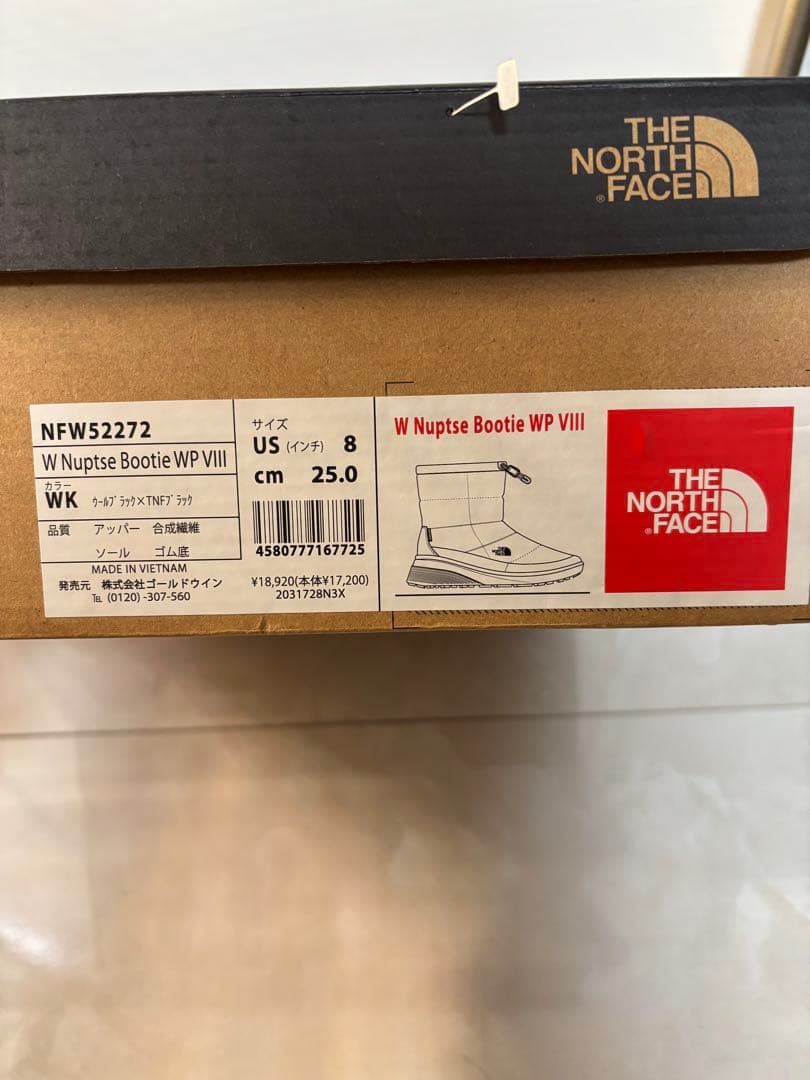 THE
NORTH
FACE
®
NFW52272
W Nuptse Bootie WP VIII
カラー
WK ウールブラック×TNFブラック
品質 アッパー 合成繊維
ソール ゴム底
MADE IN VIETNAM
発売元 株式会社ゴールドウイン
TEL (0120) -307-560
サイズ
US (インチ) 8
cm 25.0
4580777167725
¥18,920(本体¥17,200)
2031728N3X
W Nuptse Bootie WP VIII
THE
NORTH
FACE
®